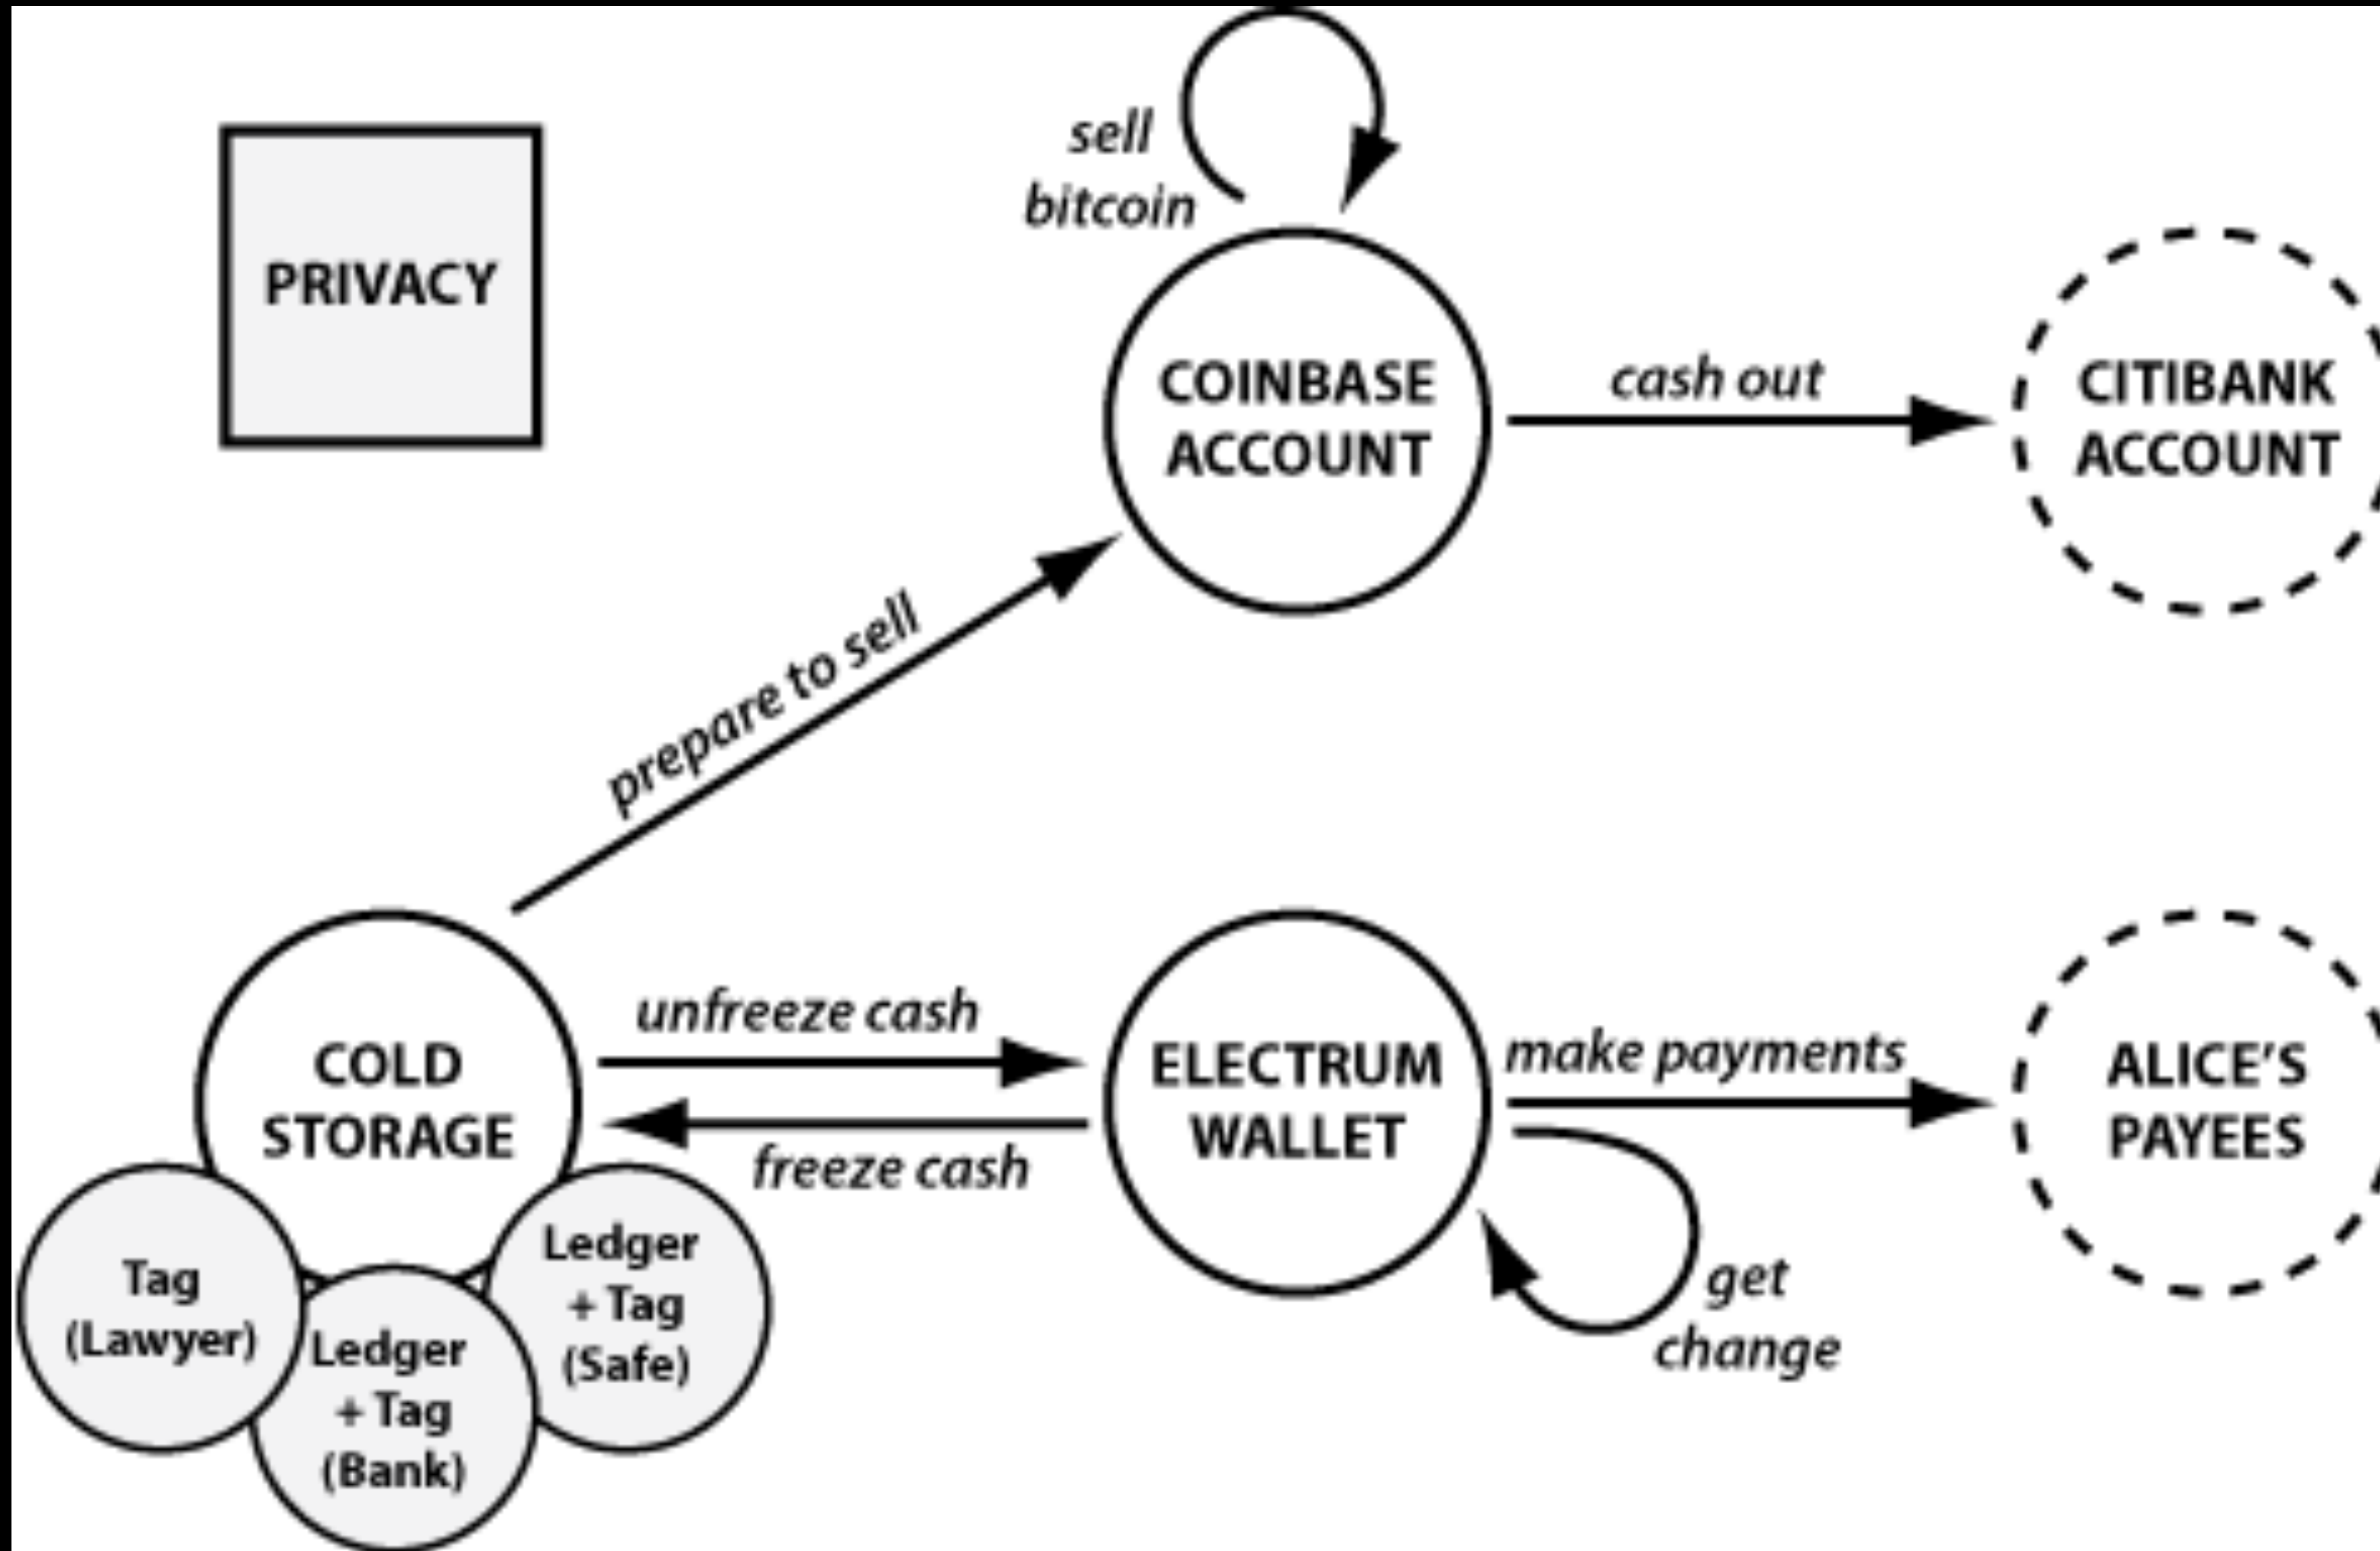 sell
bitcoin
PRIVACY
COINBASE
ACCOUNT
cash out
CITIBANK
ACCOUNT
prepare to sell
COLD
STORAGE
unfreeze cash
freeze cash
ELECTRUM
WALLET
make payments
get
change
ALICE'S
PAYEES
Tag
(Lawyer)
Ledger
+ Tag
(Bank)
Ledger
+ Tag
(Safe)